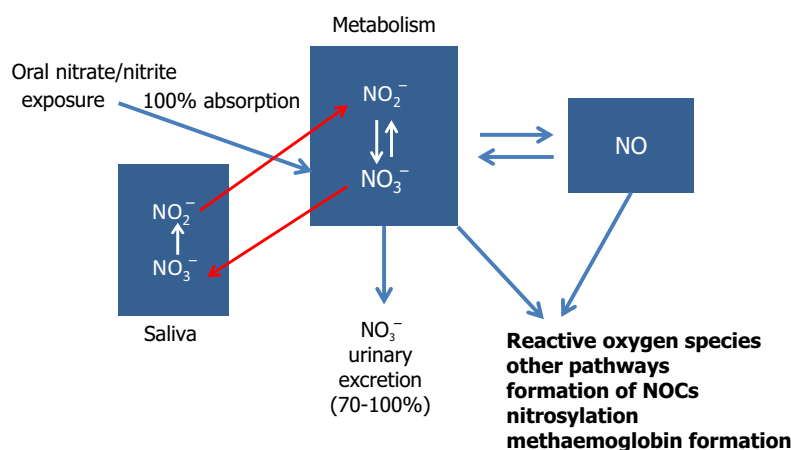 Metabolism
Oral nitrate/nitrite
exposure
100% absorption
NO₂⁻
NO₃⁻
NO
NO₂⁻
NO₃⁻
Saliva
NO₃⁻
urinary
excretion
(70-100%)
Reactive oxygen species
other pathways
formation of NOCs
nitrosylation
methaemoglobin formation